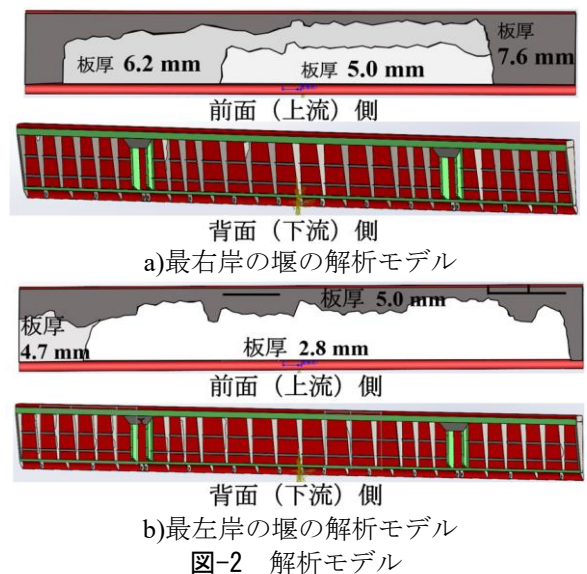 板厚 6.2 mm
板厚 5.0 mm
板厚
7.6 mm
前面（上流）側
背面（下流）側
a)最右岸の堰の解析モデル
板厚
4.7 mm
板厚 5.0 mm
板厚 2.8 mm
前面（上流）側
背面（下流）側
b)最左岸の堰の解析モデル
図-2　解析モデル